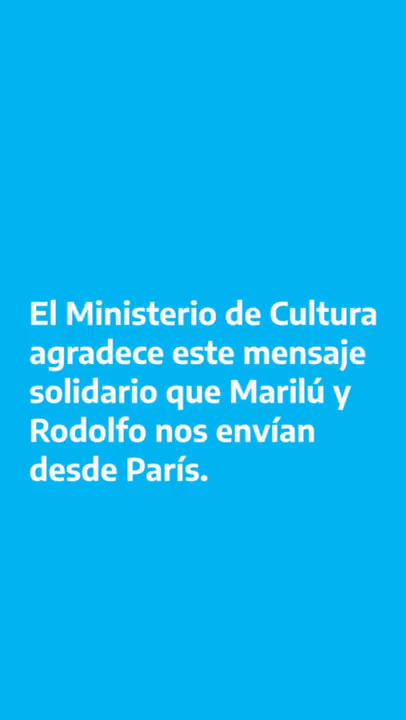 El Ministerio de Cultura
agradece este mensaje
solidario que Marilú y
Rodolfo nos envían
desde París.